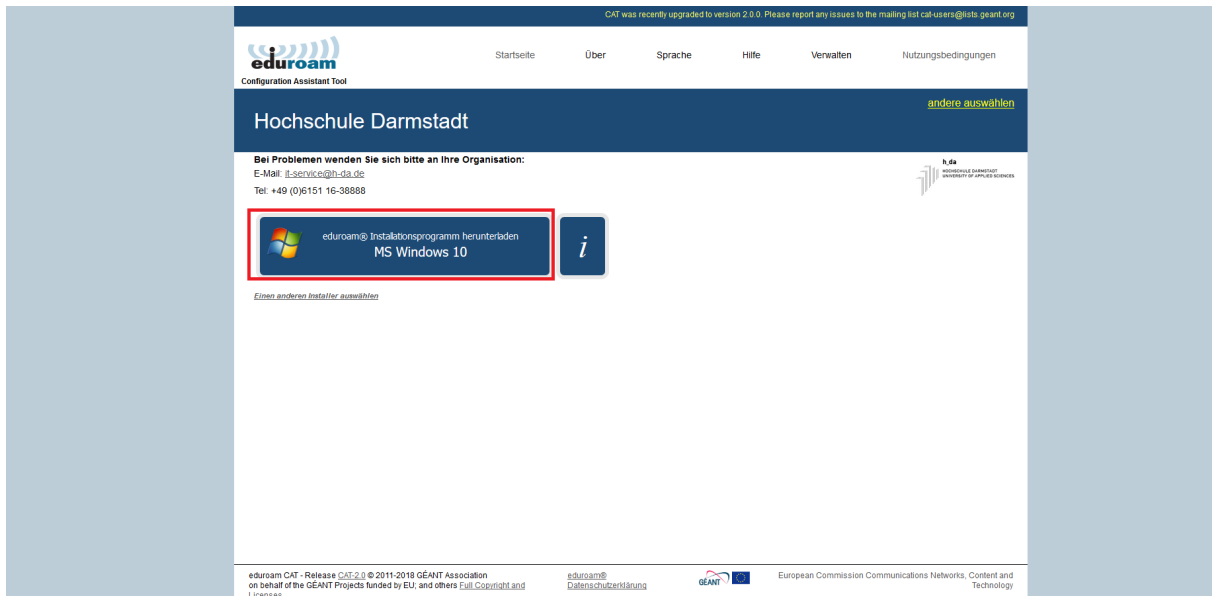 CAT was recently upgraded to version 2.0.0. Please report any issues to the mailing list cat-users@lists.geant.org
eduroam
Configuration Assistant Tool
Startseite Über Sprache Hilfe Verwalten Nutzungsbedingungen
andere auswählen
Hochschule Darmstadt
Bei Problemen wenden Sie sich bitte an Ihre Organisation:
E-Mail: it-service@h-da.de
Tel: +49 (0)6151 16-38888
h_da
HOCHSCHULE DARMSTADT
UNIVERSITY OF APPLIED SCIENCES
eduroam® Installationsprogramm herunterladen
MS Windows 10
i
Einen anderen Installer auswählen
eduroam CAT - Release CAT-2.0 © 2011-2018 GÉANT Association
on behalf of the GÉANT Projects funded by EU; and others Full Copyright and
Licenses
eduroam®
Datenschutzerklärung
GÉANT
European Commission Communications Networks, Content and
Technology